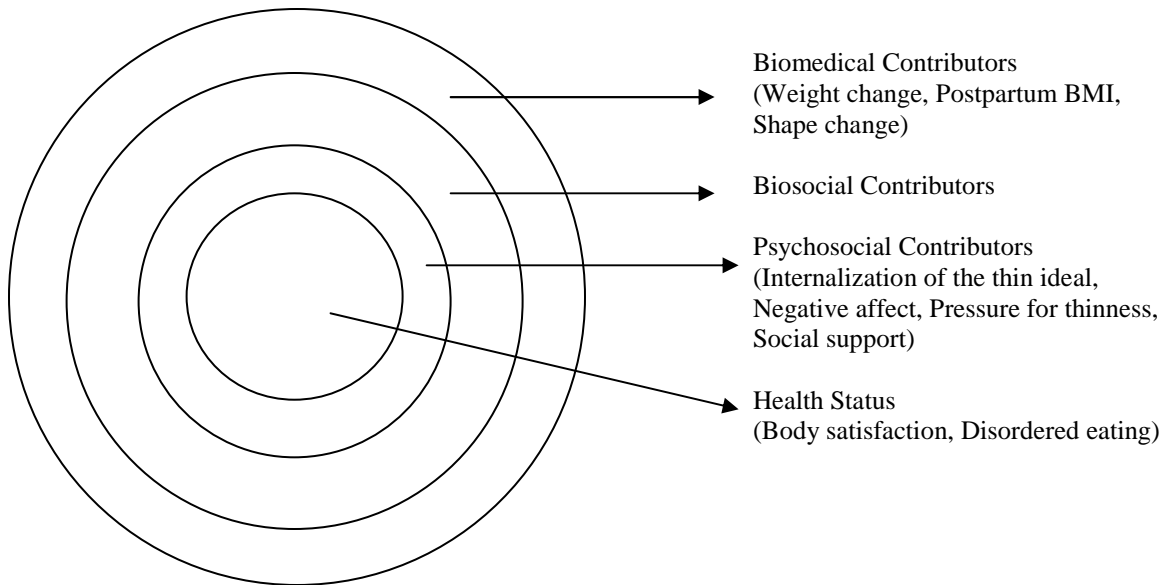 Biomedical Contributors
(Weight change, Postpartum BMI,
Shape change)
Biosocial Contributors
Psychosocial Contributors
(Internalization of the thin ideal,
Negative affect, Pressure for thinness,
Social support)
Health Status
(Body satisfaction, Disordered eating)